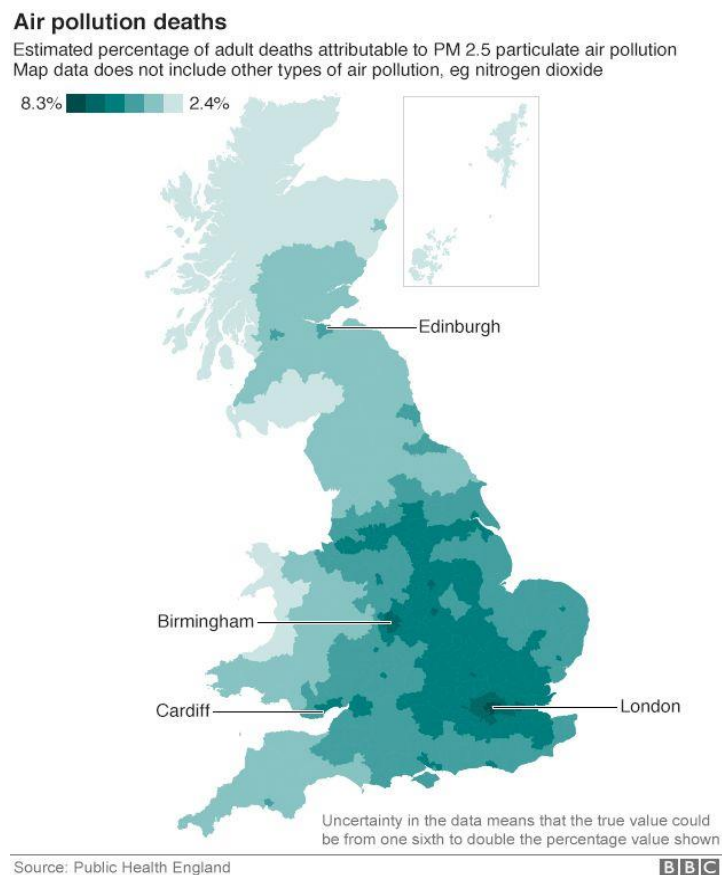 Air pollution deaths
Estimated percentage of adult deaths attributable to PM 2.5 particulate air pollution
Map data does not include other types of air pollution, eg nitrogen dioxide
8.3% 2.4%
Edinburgh
Birmingham
Cardiff
London
Uncertainty in the data means that the true value could
be from one sixth to double the percentage value shown
Source: Public Health England
BBC